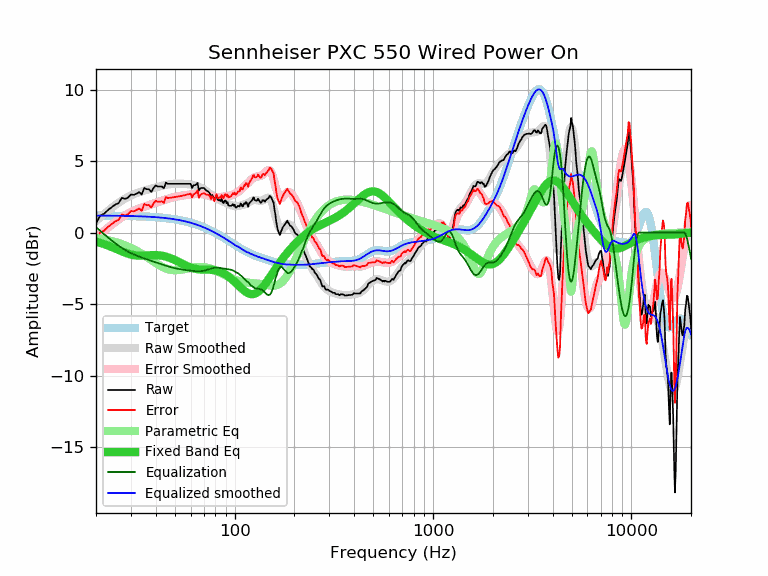 Sennheiser PXC 550 Wired Power On
Amplitude (dBr)
10
5
0
−5
−10
−15
Target
Raw Smoothed
Error Smoothed
Raw
Error
Parametric Eq
Fixed Band Eq
Equalization
Equalized smoothed
100
1000
10000
Frequency (Hz)